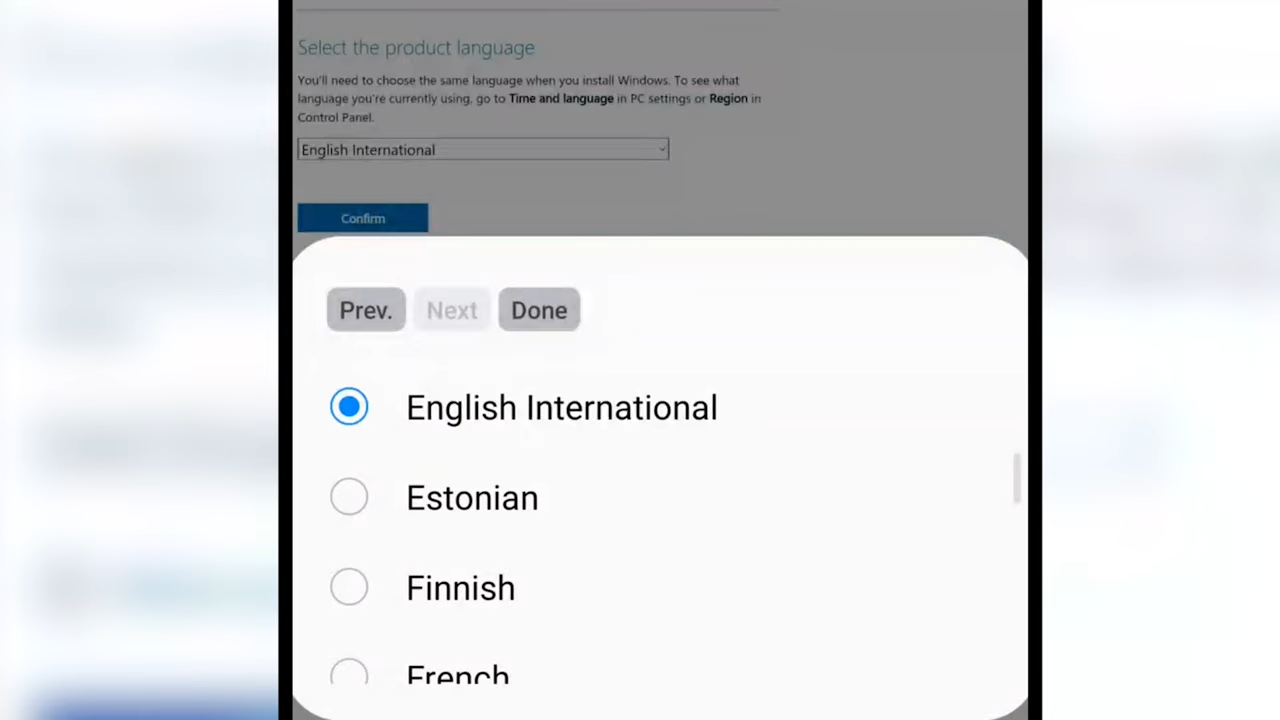 Select the product language
You'll need to choose the same language when you install Windows. To see what
language you're currently using, go to Time and language in PC settings or Region in
Control Panel.
English International
Confirm
Prev. Next Done
English International
Estonian
Finnish
French